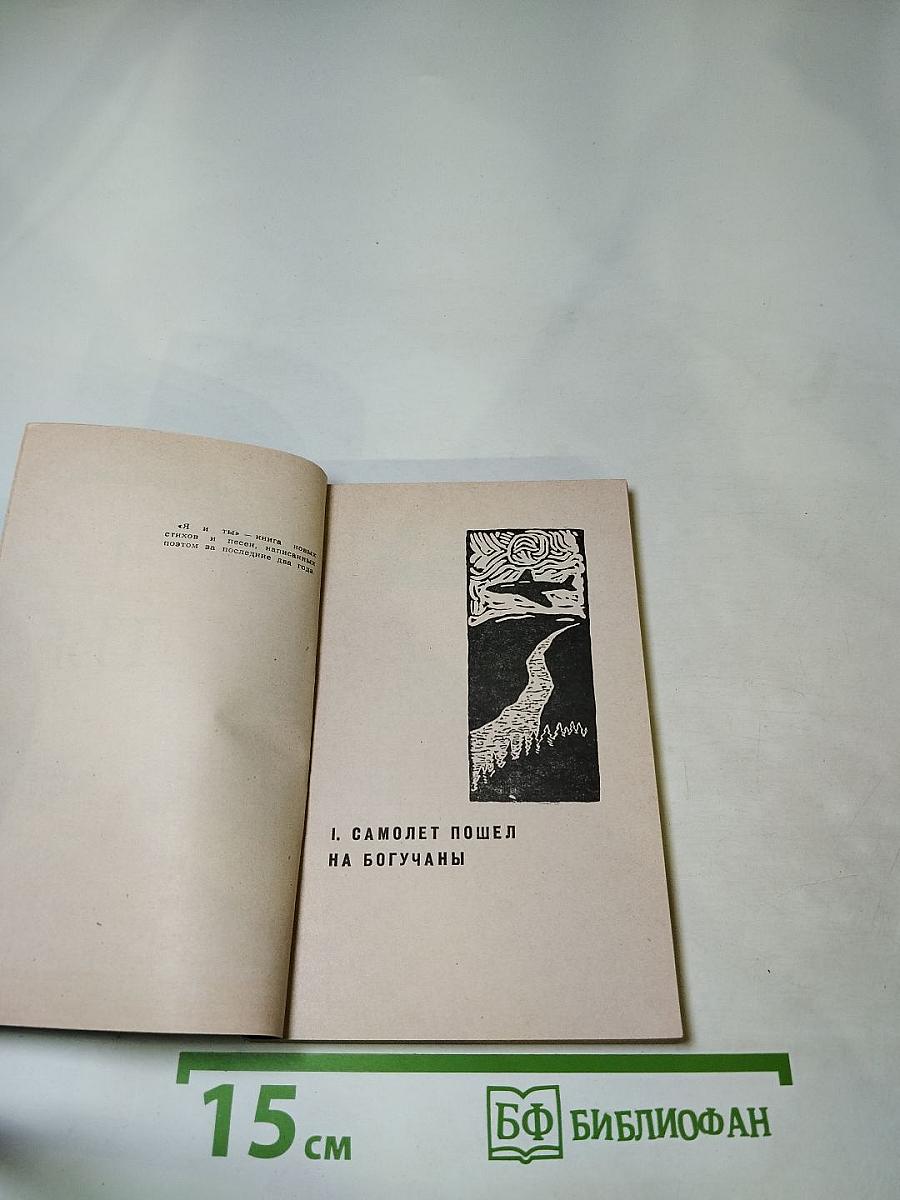 «Я и ты» — книга новых
стихов и песен, написанных
поэтом за последние два года
I. САМОЛЕТ ПОШЕЛ
НА БОГУЧАНЫ
15 см
БФ БИБЛИОФАН